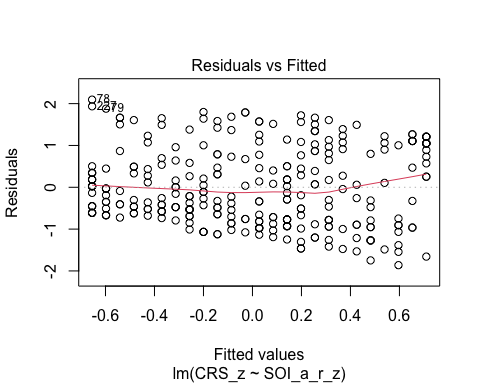 Residuals vs Fitted
Residuals
2
1
0
-1
-2
78
79
-0.6 -0.4 -0.2 0.0 0.2 0.4 0.6
Fitted values
lm(CRS_z ~ SOI_a_r_z)